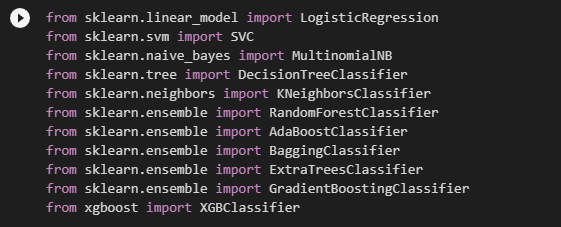 from sklearn.linear_model import LogisticRegression
from sklearn.svm import SVC
from sklearn.naive_bayes import MultinomialNB
from sklearn.tree import DecisionTreeClassifier
from sklearn.neighbors import KNeighborsClassifier
from sklearn.ensemble import RandomForestClassifier
from sklearn.ensemble import AdaBoostClassifier
from sklearn.ensemble import BaggingClassifier
from sklearn.ensemble import ExtraTreesClassifier
from sklearn.ensemble import GradientBoostingClassifier
from xgboost import XGBClassifier